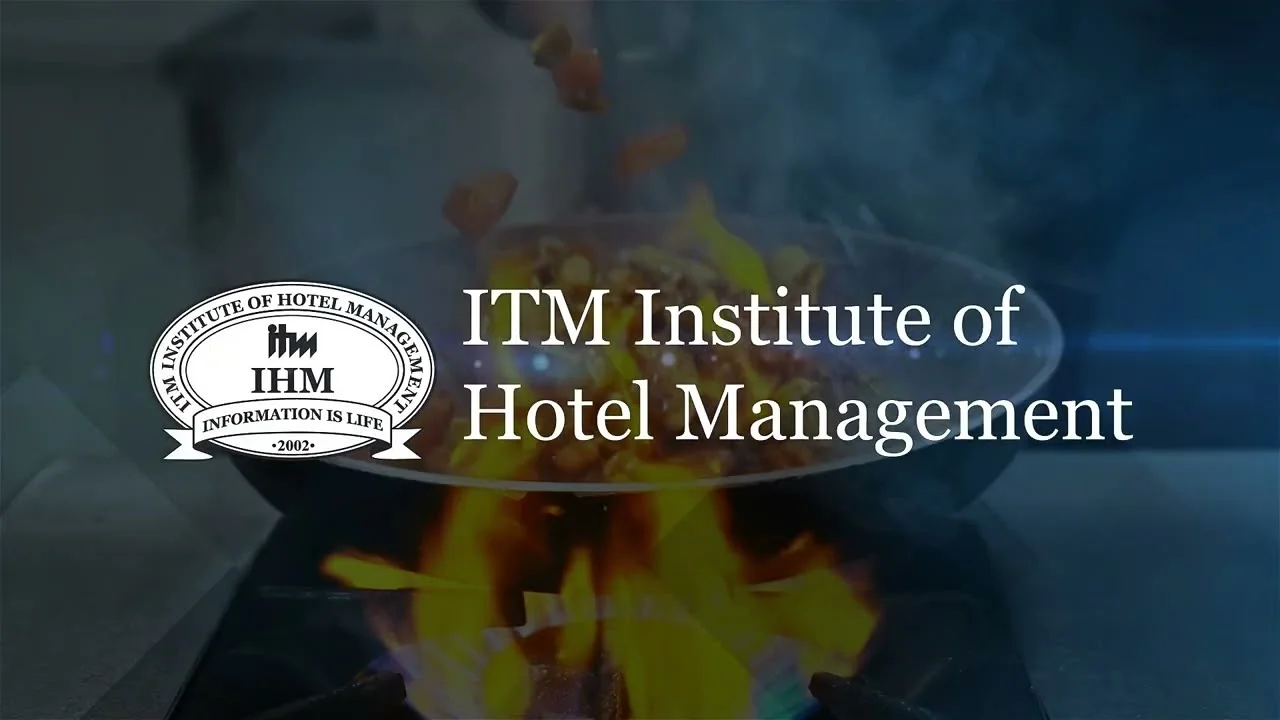 ITM INSTITUTE OF HOTEL MANAGEMENT
itm
IHM
INFORMATION IS LIFE
•2002•
ITM Institute of
Hotel Management